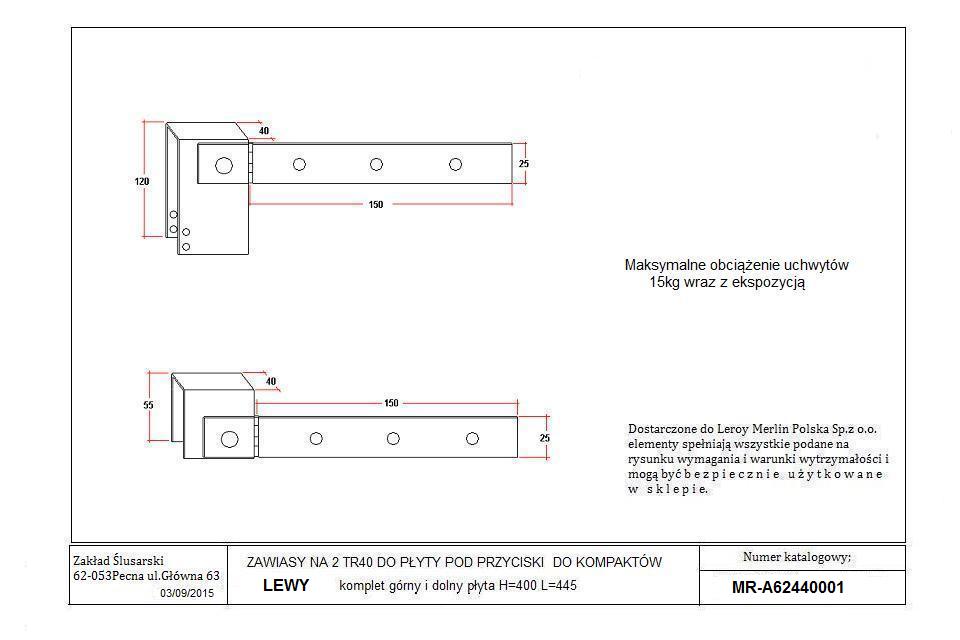 40
120
25
150
Maksymalne obciążenie uchwytów
15kg wraz z ekspozycją
40
55
150
25
Dostarczone do Leroy Merlin Polska Sp.z o.o.
elementy spełniają wszystkie podane na
rysunku wymagania i warunki wytrzymałości i
mogą być b e z p i e c z n i e u ż y t k o w a n e
w s k l e p i e.
Zakład Ślusarski
62-053Pecna ul.Główna 63
03/09/2015
ZAWIASY NA 2 TR40 DO PŁYTY POD PRZYCISKI DO KOMPAKTÓW
LEWY komplet górny i dolny płyta H=400 L=445
Numer katalogowy;
MR-A62440001